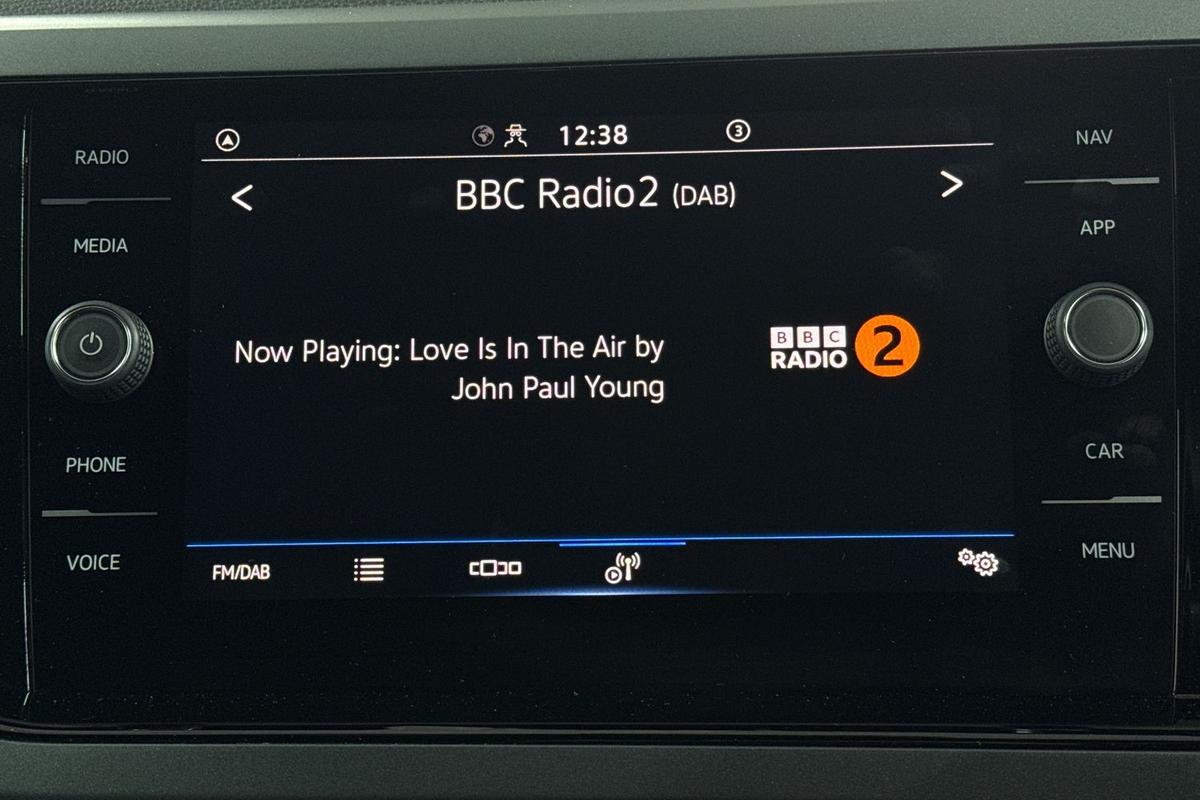 12:38
3
RADIO
NAV
BBC Radio2 (DAB)
MEDIA
APP
Now Playing: Love Is In The Air by
John Paul Young
BBC
RADIO 2
PHONE
CAR
VOICE
MENU
FM/DAB